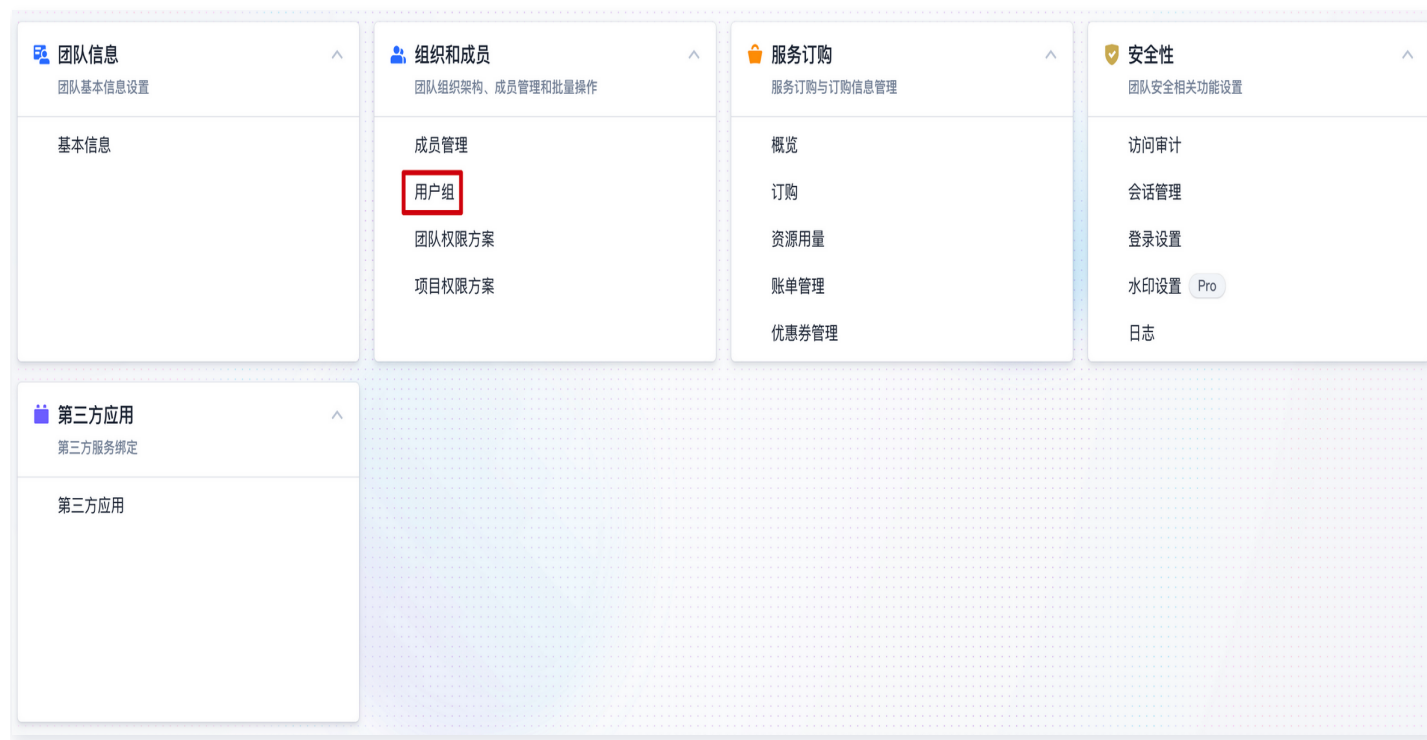 团队信息
团队基本信息设置
基本信息
组织和成员
团队组织架构、成员管理和批量操作
成员管理
用户组
团队权限方案
项目权限方案
服务订购
服务订购与订购信息管理
概览
订购
资源用量
账单管理
优惠券管理
安全性
团队安全相关功能设置
访问审计
会话管理
登录设置
水印设置 Pro
日志
第三方应用
第三方服务绑定
第三方应用